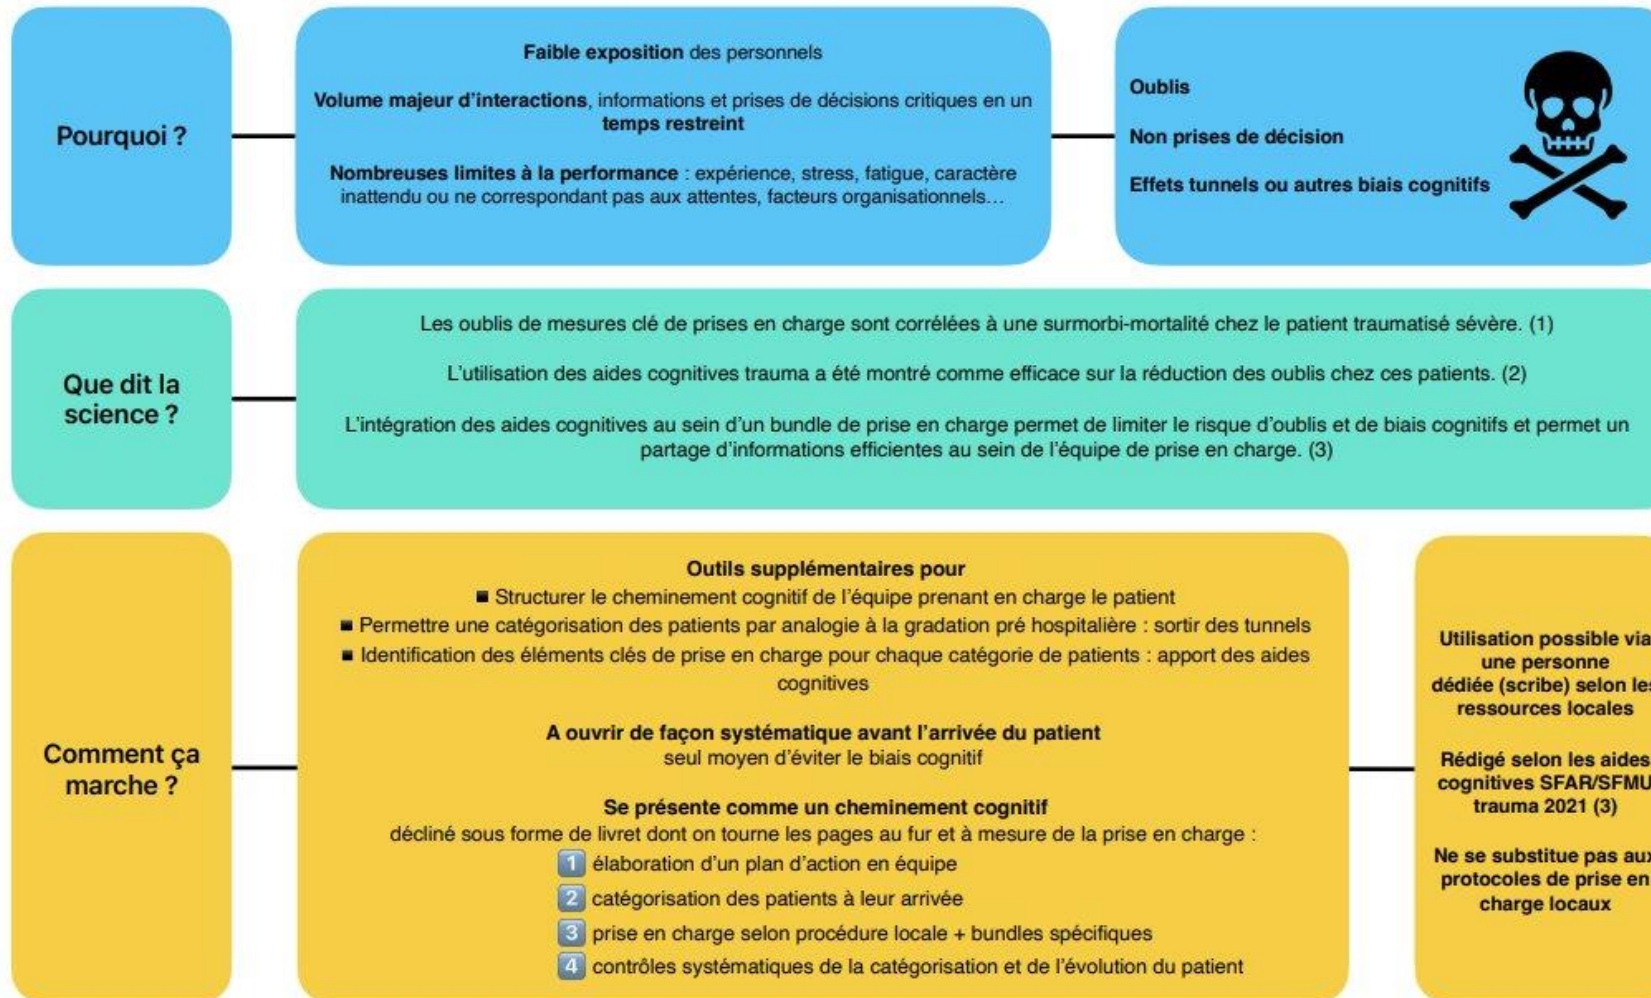 Pourquoi ?
Faible exposition des personnels
Volume majeur d'interactions, informations et prises de décisions critiques en un
temps restreint
Nombreuses limites à la performance : expérience, stress, fatigue, caractère
inattendu ou ne correspondant pas aux attentes, facteurs organisationnels…
Oublis
Non prises de décision
Effets tunnels ou autres biais cognitifs
Que dit la
science ?
Les oublis de mesures clé de prises en charge sont corrélées à une surmorbi-mortalité chez le patient traumatisé sévère. (1)
L'utilisation des aides cognitives trauma a été montré comme efficace sur la réduction des oublis chez ces patients. (2)
L'intégration des aides cognitives au sein d'un bundle de prise en charge permet de limiter le risque d'oublis et de biais cognitifs et permet un
partage d'informations efficientes au sein de l'équipe de prise en charge. (3)
Comment ça
marche ?
Outils supplémentaires pour
▪ Structurer le cheminement cognitif de l'équipe prenant en charge le patient
▪ Permettre une catégorisation des patients par analogie à la gradation pré hospitalière : sortir des tunnels
▪ Identification des éléments clés de prise en charge pour chaque catégorie de patients : apport des aides
cognitives
A ouvrir de façon systématique avant l'arrivée du patient
seul moyen d'éviter le biais cognitif
Se présente comme un cheminement cognitif
décliné sous forme de livret dont on tourne les pages au fur et à mesure de la prise en charge :
1 élaboration d'un plan d'action en équipe
2 catégorisation des patients à leur arrivée
3 prise en charge selon procédure locale + bundles spécifiques
4 contrôles systématiques de la catégorisation et de l'évolution du patient
Utilisation possible via
une personne
dédiée (scribe) selon les
ressources locales
Rédigé selon les aides
cognitives SFAR/SFMU
trauma 2021 (3)
Ne se substitue pas aux
protocoles de prise en
charge locaux